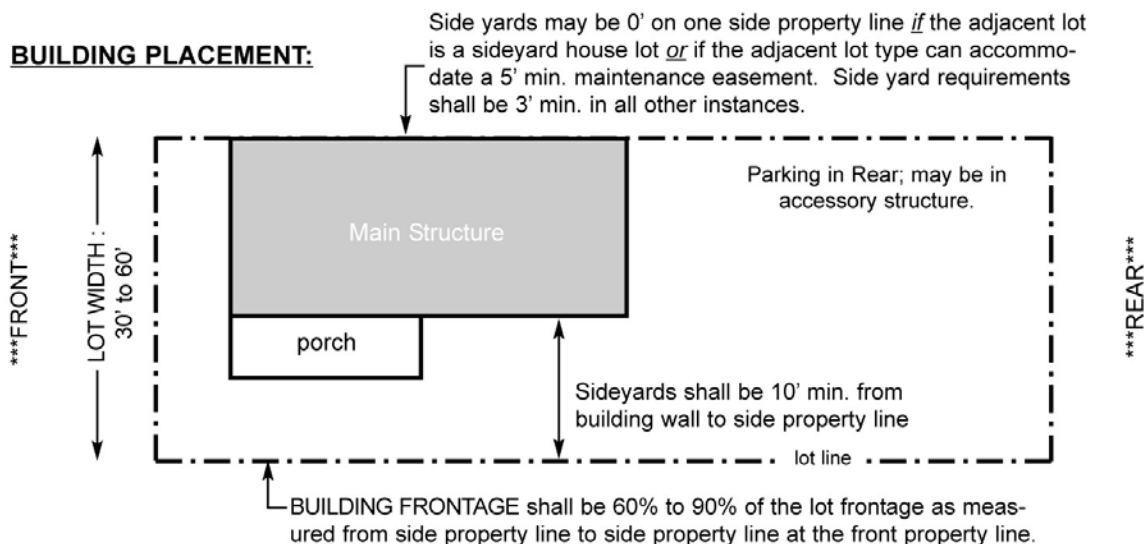 Side yards may be 0’ on one side property line if the adjacent lot
BUILDING PLACEMENT:
is a sideyard house lot or if the adjacent lot type can accommo-
date a 5’ min. maintenance easement.  Side yard requirements
shall be 3’ min. in all other instances.
***FRONT***
LOT WIDTH :
30’ to 60’
Main Structure
porch
Parking in Rear; may be in
accessory structure.
***REAR***
Sideyards shall be 10’ min. from
building wall to side property line
lot line
BUILDING FRONTAGE shall be 60% to 90% of the lot frontage as meas-
ured from side property line to side property line at the front property line.